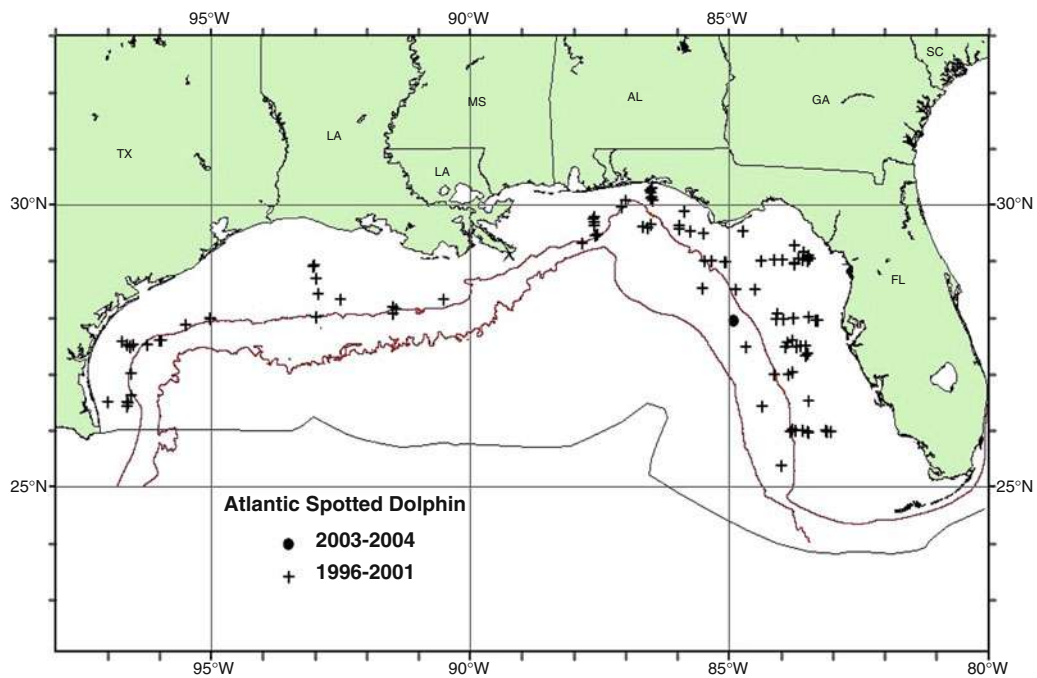 95°W 90°W 85°W
SC
MS AL GA
LA
TX
LA
30°N 30°N
FL
25°N 25°N
Atlantic Spotted Dolphin
2003-2004
1996-2001
95°W 90°W 85°W 80°W